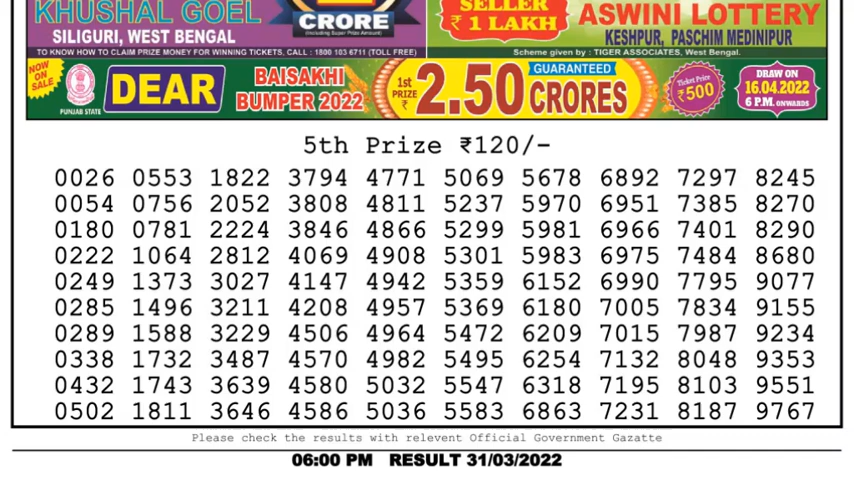 KHUSHAL GOEL
SILIGURI, WEST BENGAL
TO KNOW HOW TO CLAIM PRIZE MONEY FOR WINNING TICKETS, CALL : 1800 103 6711 (TOLL FREE)
CRORE
(Including Super Prize Amount)
SELLER
₹ 1 LAKH
ASWINI LOTTERY
KESHPUR, PASCHIM MEDINIPUR
Scheme given by : TIGER ASSOCIATES, West Bengal.
NOW ON SALE
PUNJAB STATE
DEAR
BAISAKHI
BUMPER 2022
1st PRIZE ₹
2.50
GUARANTEED
CRORES
Ticket Price
₹500
DRAW ON
16.04.2022
6 P.M. ONWARDS
5th Prize ₹120/-
0026 0553 1822 3794 4771 5069 5678 6892 7297 8245
0054 0756 2052 3808 4811 5237 5970 6951 7385 8270
0180 0781 2224 3846 4866 5299 5981 6966 7401 8290
0222 1064 2812 4069 4908 5301 5983 6975 7484 8680
0249 1373 3027 4147 4942 5359 6152 6990 7795 9077
0285 1496 3211 4208 4957 5369 6180 7005 7834 9155
0289 1588 3229 4506 4964 5472 6209 7015 7987 9234
0338 1732 3487 4570 4982 5495 6254 7132 8048 9353
0432 1743 3639 4580 5032 5547 6318 7195 8103 9551
0502 1811 3646 4586 5036 5583 6863 7231 8187 9767
Please check the results with relevent Official Government Gazatte
06:00 PM RESULT 31/03/2022